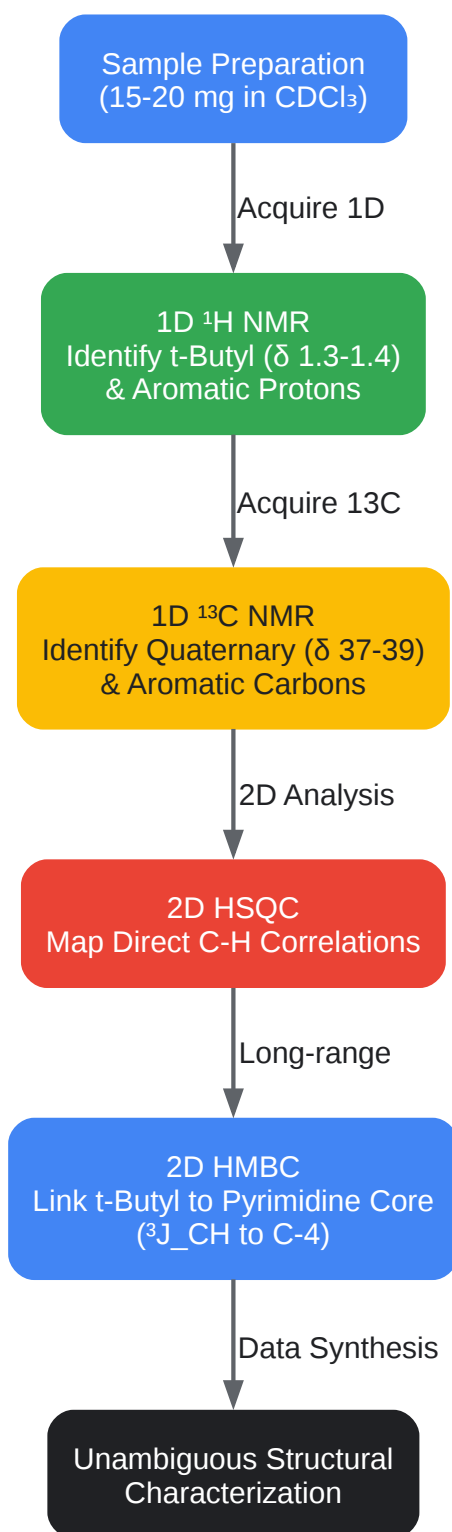 Sample Preparation
(15-20 mg in CDCl₃)
Acquire 1D
1D ¹H NMR
Identify t-Butyl (δ 1.3-1.4)
& Aromatic Protons
Acquire 13C
1D ¹³C NMR
Identify Quaternary (δ 37-39)
& Aromatic Carbons
2D Analysis
2D HSQC
Map Direct C-H Correlations
Long-range
2D HMBC
Link t-Butyl to Pyrimidine Core
(³J_CH to C-4)
Data Synthesis
Unambiguous Structural
Characterization